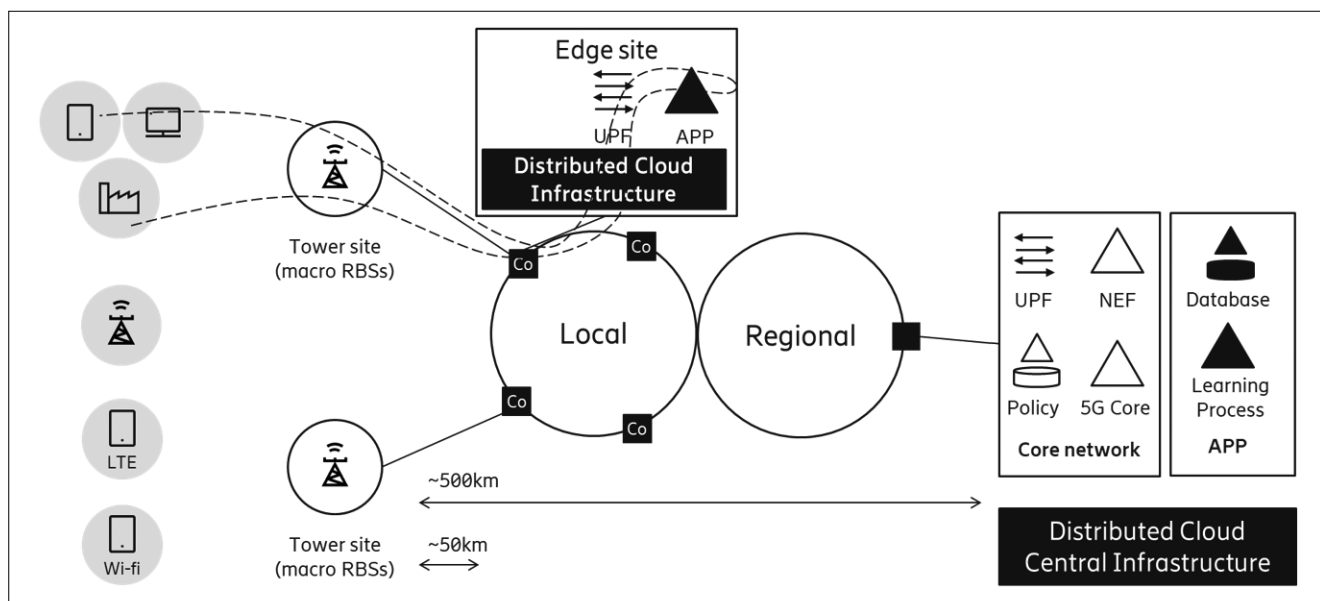 Edge site
UPF
APP
Distributed Cloud
Infrastructure
Tower site
(macro RBSs)
Co
Co
Local
Regional
Co
Co
UPF
NEF
Policy
5G Core
Core network
Database
Learning
Process
APP
LTE
Wi-fi
Tower site
(macro RBSs)
~500km
~50km
Distributed Cloud
Central Infrastructure